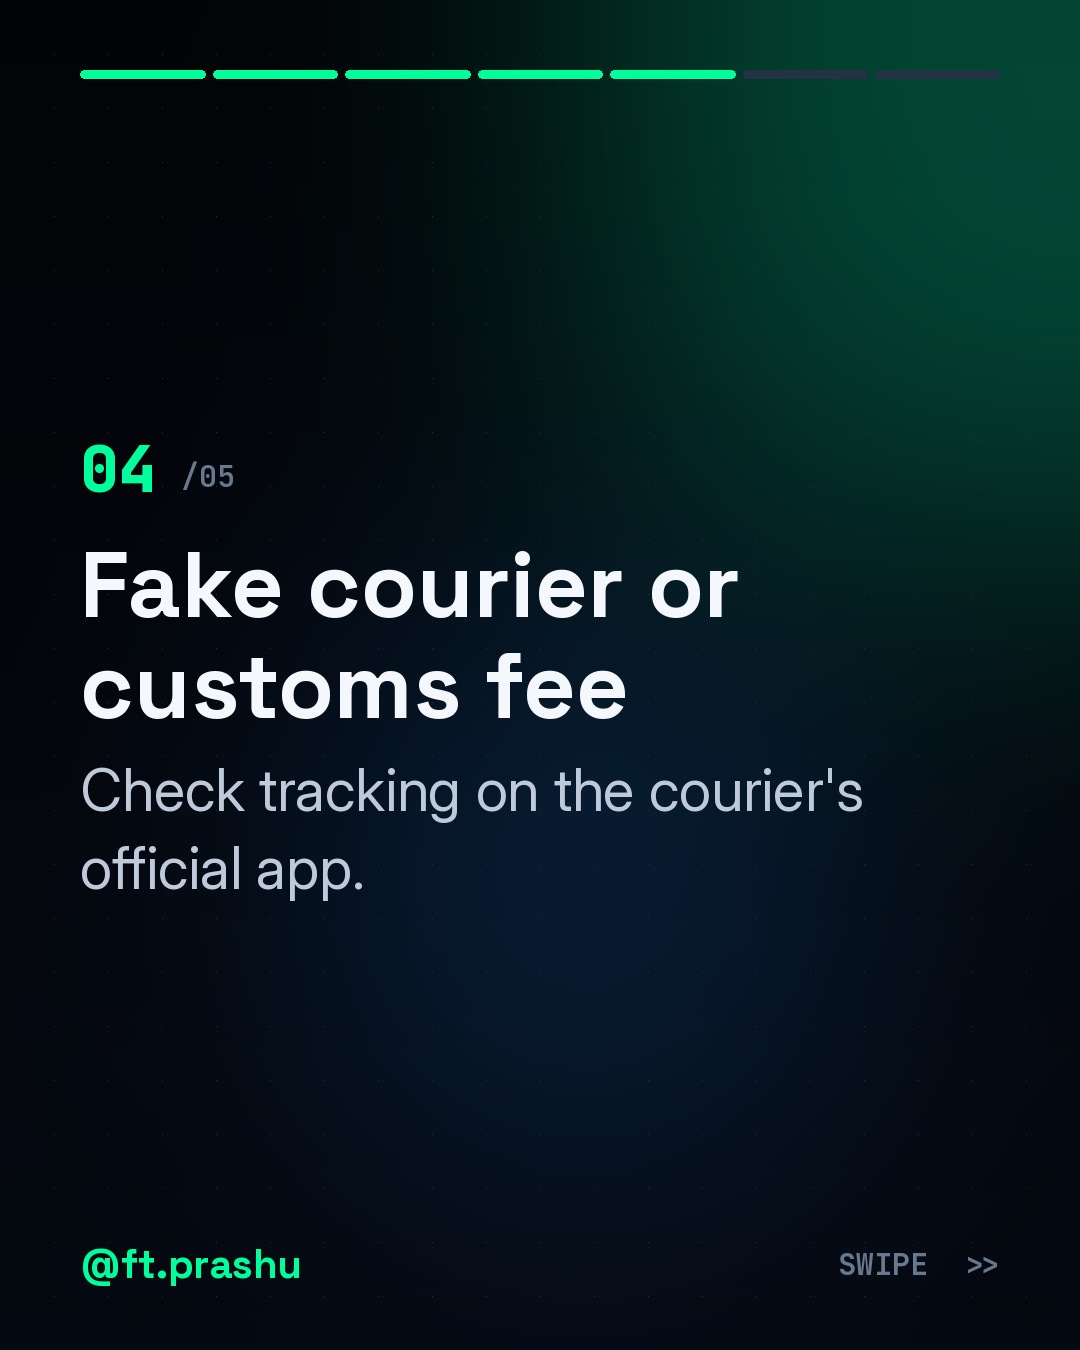 04 /05
Fake courier or
customs fee
Check tracking on the courier's
official app.
@ft.prashu
SWIPE >>